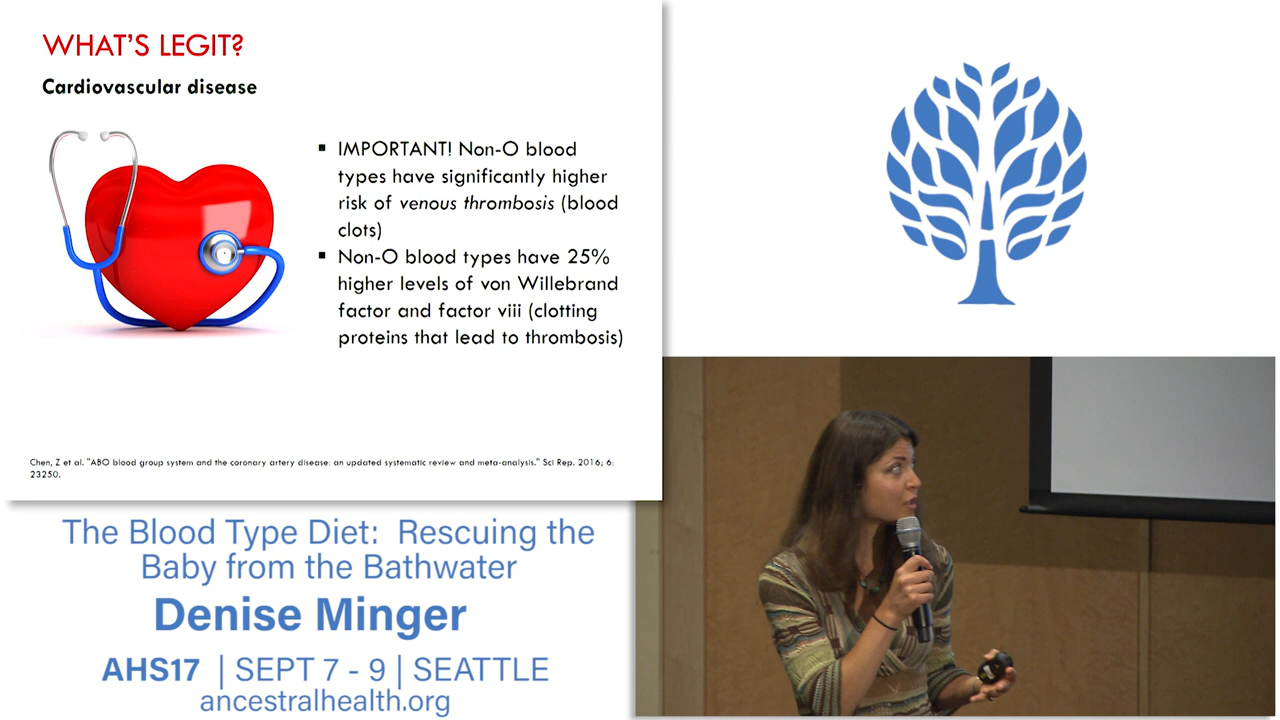 WHAT'S LEGIT?
Cardiovascular disease
▪ IMPORTANT! Non-O blood
types have significantly higher
risk of venous thrombosis (blood
clots)
▪ Non-O blood types have 25%
higher levels of von Willebrand
factor and factor viii (clotting
proteins that lead to thrombosis)
Chen, Z et al. "ABO blood group system and the coronary artery disease: an updated systematic review and meta-analysis." Sci Rep. 2016; 6:
23250.
The Blood Type Diet: Rescuing the
Baby from the Bathwater
Denise Minger
AHS17 | SEPT 7 - 9 | SEATTLE
ancestralhealth.org